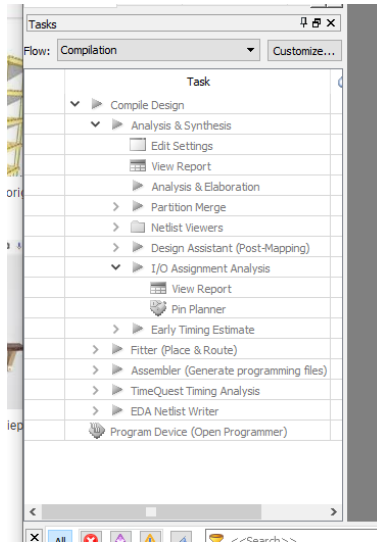 Tasks
Flow: Compilation Customize...
Task
Compile Design
Analysis & Synthesis
Edit Settings
View Report
Analysis & Elaboration
Partition Merge
Netlist Viewers
Design Assistant (Post-Mapping)
I/O Assignment Analysis
View Report
Pin Planner
Early Timing Estimate
Fitter (Place & Route)
Assembler (Generate programming files)
TimeQuest Timing Analysis
EDA Netlist Writer
Program Device (Open Programmer)
All <<Search>>